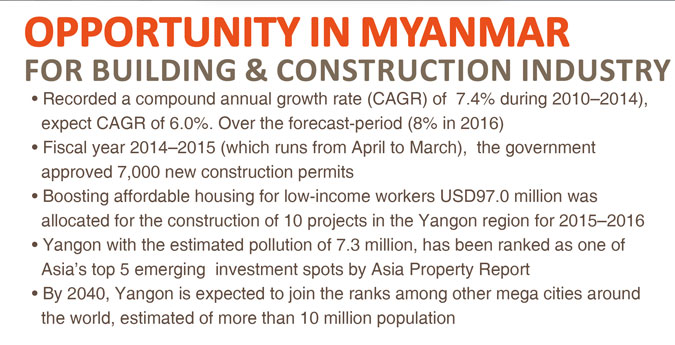 OPPORTUNITY IN MYANMAR
FOR BUILDING & CONSTRUCTION INDUSTRY
• Recorded a compound annual growth rate (CAGR) of 7.4% during 2010–2014),
expect CAGR of 6.0%. Over the forecast-period (8% in 2016)
• Fiscal year 2014–2015 (which runs from April to March), the government
approved 7,000 new construction permits
• Boosting affordable housing for low-income workers USD97.0 million was
allocated for the construction of 10 projects in the Yangon region for 2015–2016
• Yangon with the estimated pollution of 7.3 million, has been ranked as one of
Asia's top 5 emerging investment spots by Asia Property Report
• By 2040, Yangon is expected to join the ranks among other mega cities around
the world, estimated of more than 10 million population